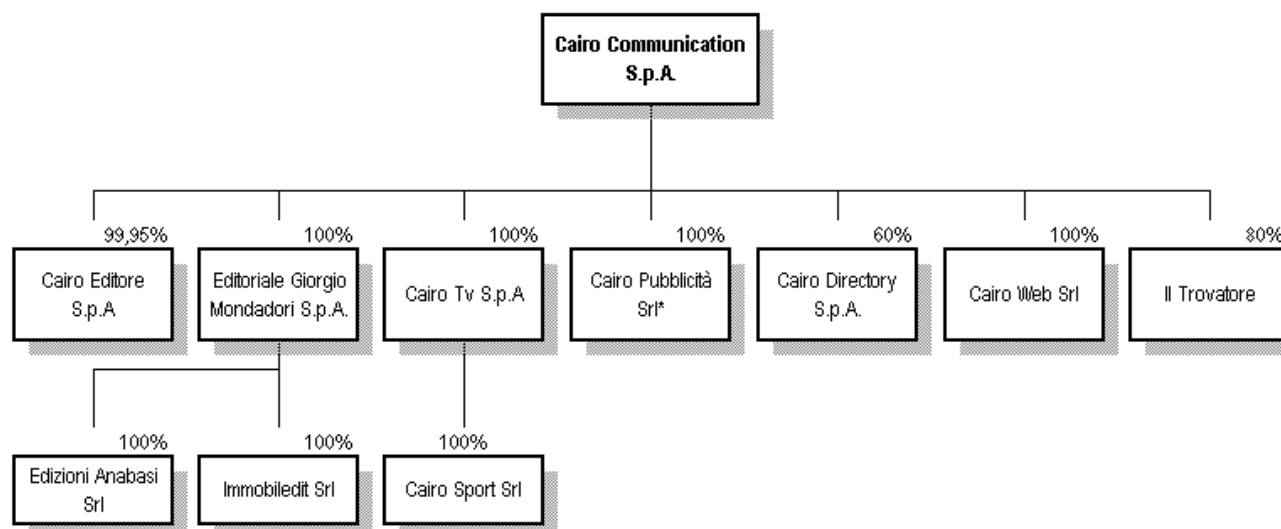 Cairo Communication
S.p.A.
99,95%
100%
100%
100%
60%
100%
80%
Cairo Editore
S.p.A
Editoriale Giorgio
Mondadori S.p.A.
Cairo Tv S.p.A
Cairo Pubblicità
Srl*
Cairo Directory
S.p.A.
Cairo Web Srl
Il Trovatore
100%
100%
100%
Edizioni Anabasi
Srl
Immobiledit Srl
Cairo Sport Srl